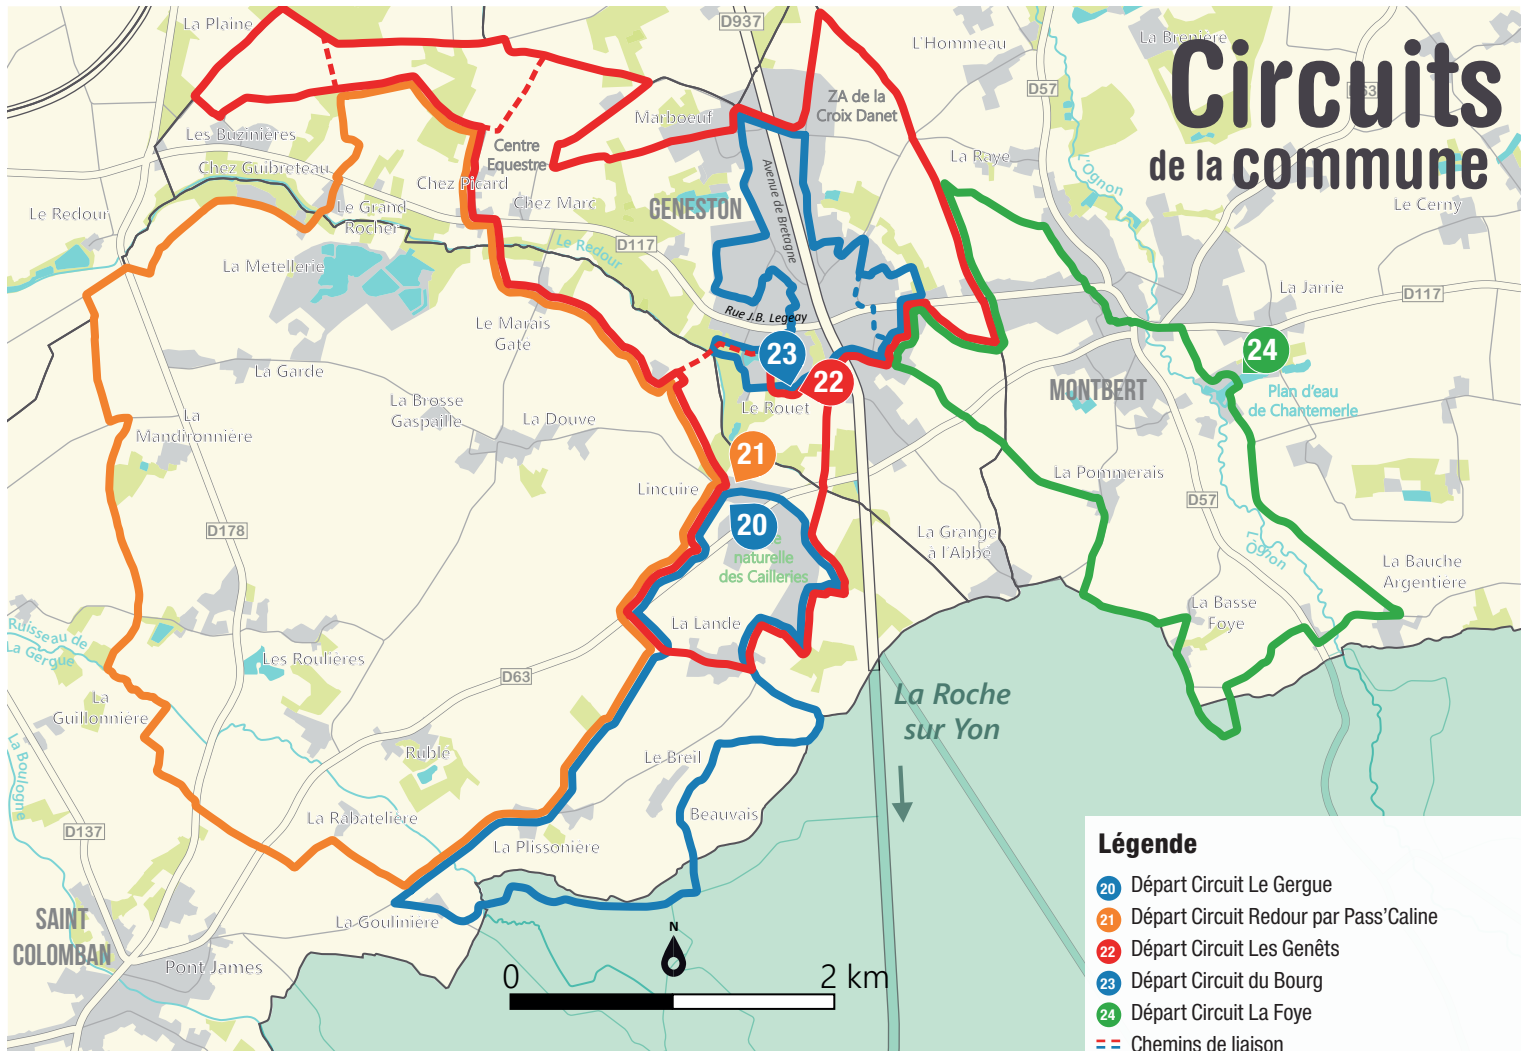 Circuits
de la commune
La Plaine
D937
L'Hommeau
La Brenière
D57
D63
ZA de la
Croix Danet
Marboeuf
Les Buzinières
Centre
Equestre
Chez Guibreteau
Chez Picard
La Raye
L'Ognon
Le Redour
Le Grand
Rocher
Chez Marc
GENESTON
Avenue de Bretagne
Le Cerny
D117
Le Redour
La Metellerie
La Jarrie
D117
Rue J.B. Legeay
Le Marais
Gate
23
24
La Garde
22
MONTBERT
Plan d'eau
de Chantemerle
La Brosse
Gaspaille
La Douve
Le Rouet
La
Mandironnière
21
La Pommerais
Lincuire
D57
20
D178
La Grange
à l'Abbé
naturelle
des Cailleries
L'Ognon
La Bauche
Argentière
La Basse
Foye
Ruisseau de
La Gergue
La Lande
Les Roulières
D63
La
Guillonnière
La Roche
sur Yon
La Boulogne
Ruble
Le Breil
Beauvais
D137
La Rabatelière
La Plissonière
SAINT
COLOMBAN
La Goulinière
Pont James
N
0 2 km
Légende
20 Départ Circuit Le Gergue
21 Départ Circuit Redour par Pass'Caline
22 Départ Circuit Les Genêts
23 Départ Circuit du Bourg
24 Départ Circuit La Foye
Chemins de liaison